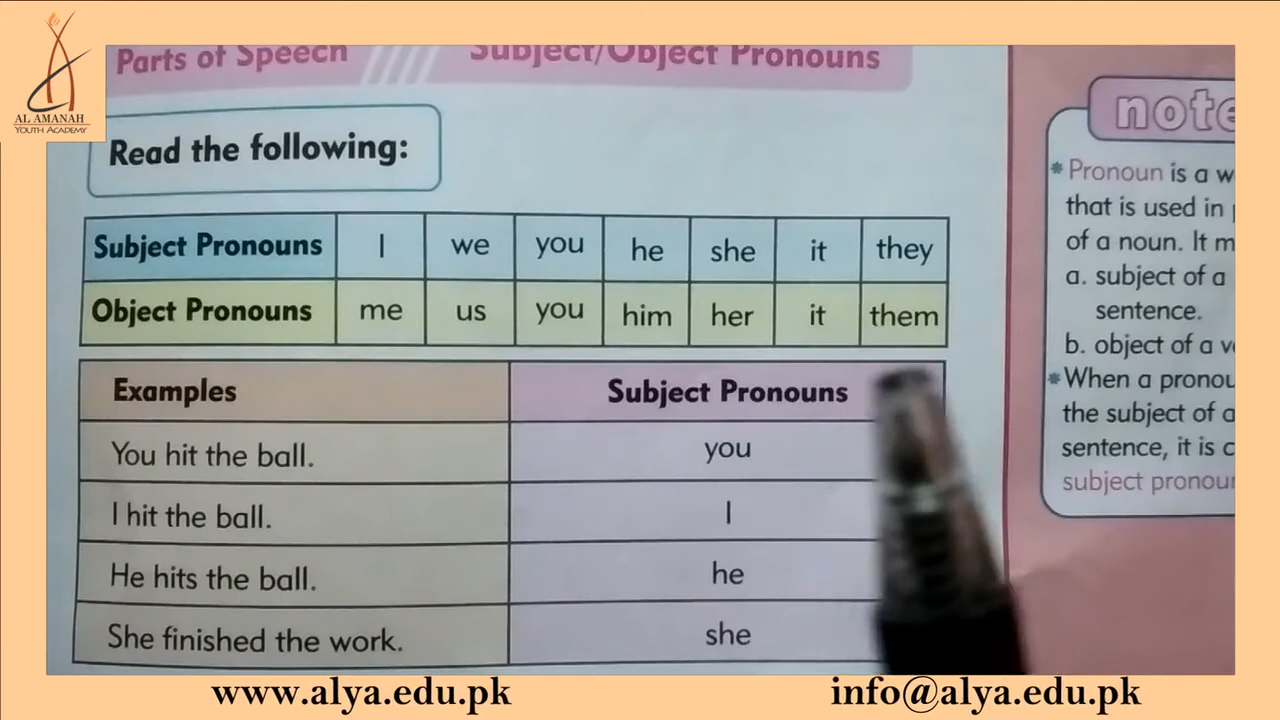 AL AMANAH
YOUTH ACADEMY
Parts of Speech Subject/Object Pronouns
Read the following:
Subject Pronouns I we you he she it they
Object Pronouns me us you him her it them
Examples Subject Pronouns
You hit the ball. you
I hit the ball. I
He hits the ball. he
She finished the work. she
note
* Pronoun is a w
that is used in
of a noun. It m
a. subject of a
sentence.
b. object of a v
* When a pronou
the subject of a
sentence, it is c
subject pronou
www.alya.edu.pk info@alya.edu.pk